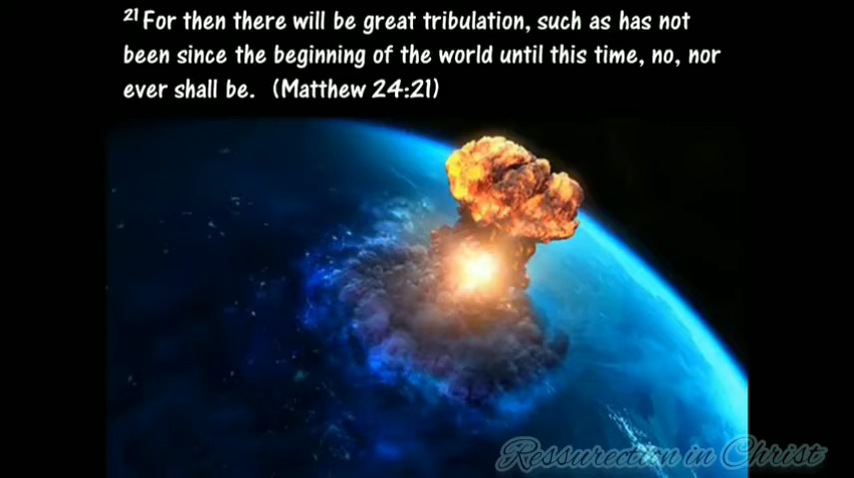 ²¹ For then there will be great tribulation, such as has not
been since the beginning of the world until this time, no, nor
ever shall be. (Matthew 24:21)
Ressurection in Christ